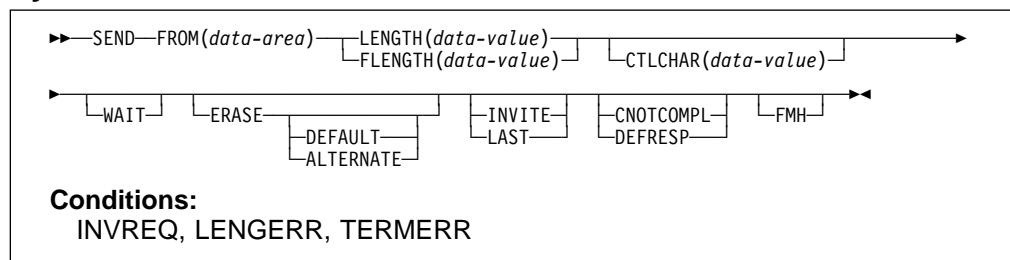 SEND FROM(data-area) LENGTH(data-value)
FLENGTH(data-value) CTLCHAR(data-value)
WAIT ERASE INVITE CNOTCOMPL FMH
DEFAULT LAST DEFRESP
ALTERNATE
Conditions:
INVREQ, LENGERR, TERMERR